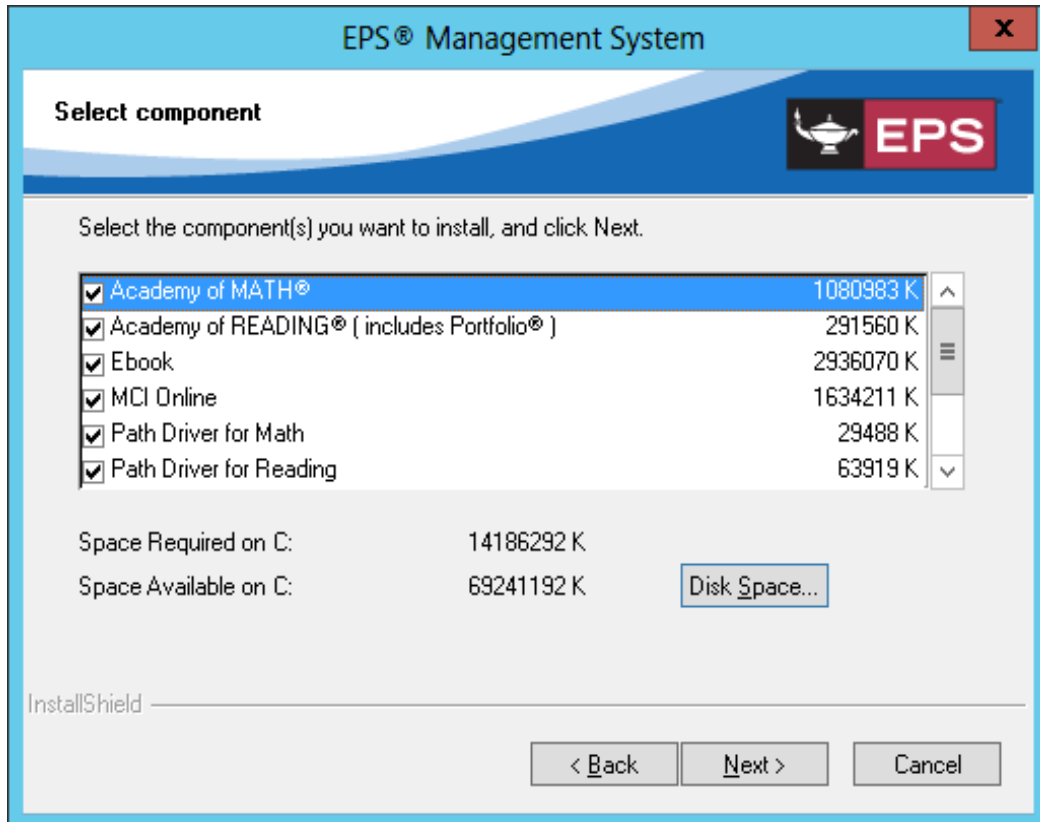 EPS® Management System
x
Select component
EPS
Select the component(s) you want to install, and click Next.
Academy of MATH® 1080983 K
Academy of READING® ( includes Portfolio® ) 291560 K
Ebook 2936070 K
MCI Online 1634211 K
Path Driver for Math 29488 K
Path Driver for Reading 63919 K
Space Required on C: 14186292 K
Space Available on C: 69241192 K Disk Space...
InstallShield
< Back Next > Cancel